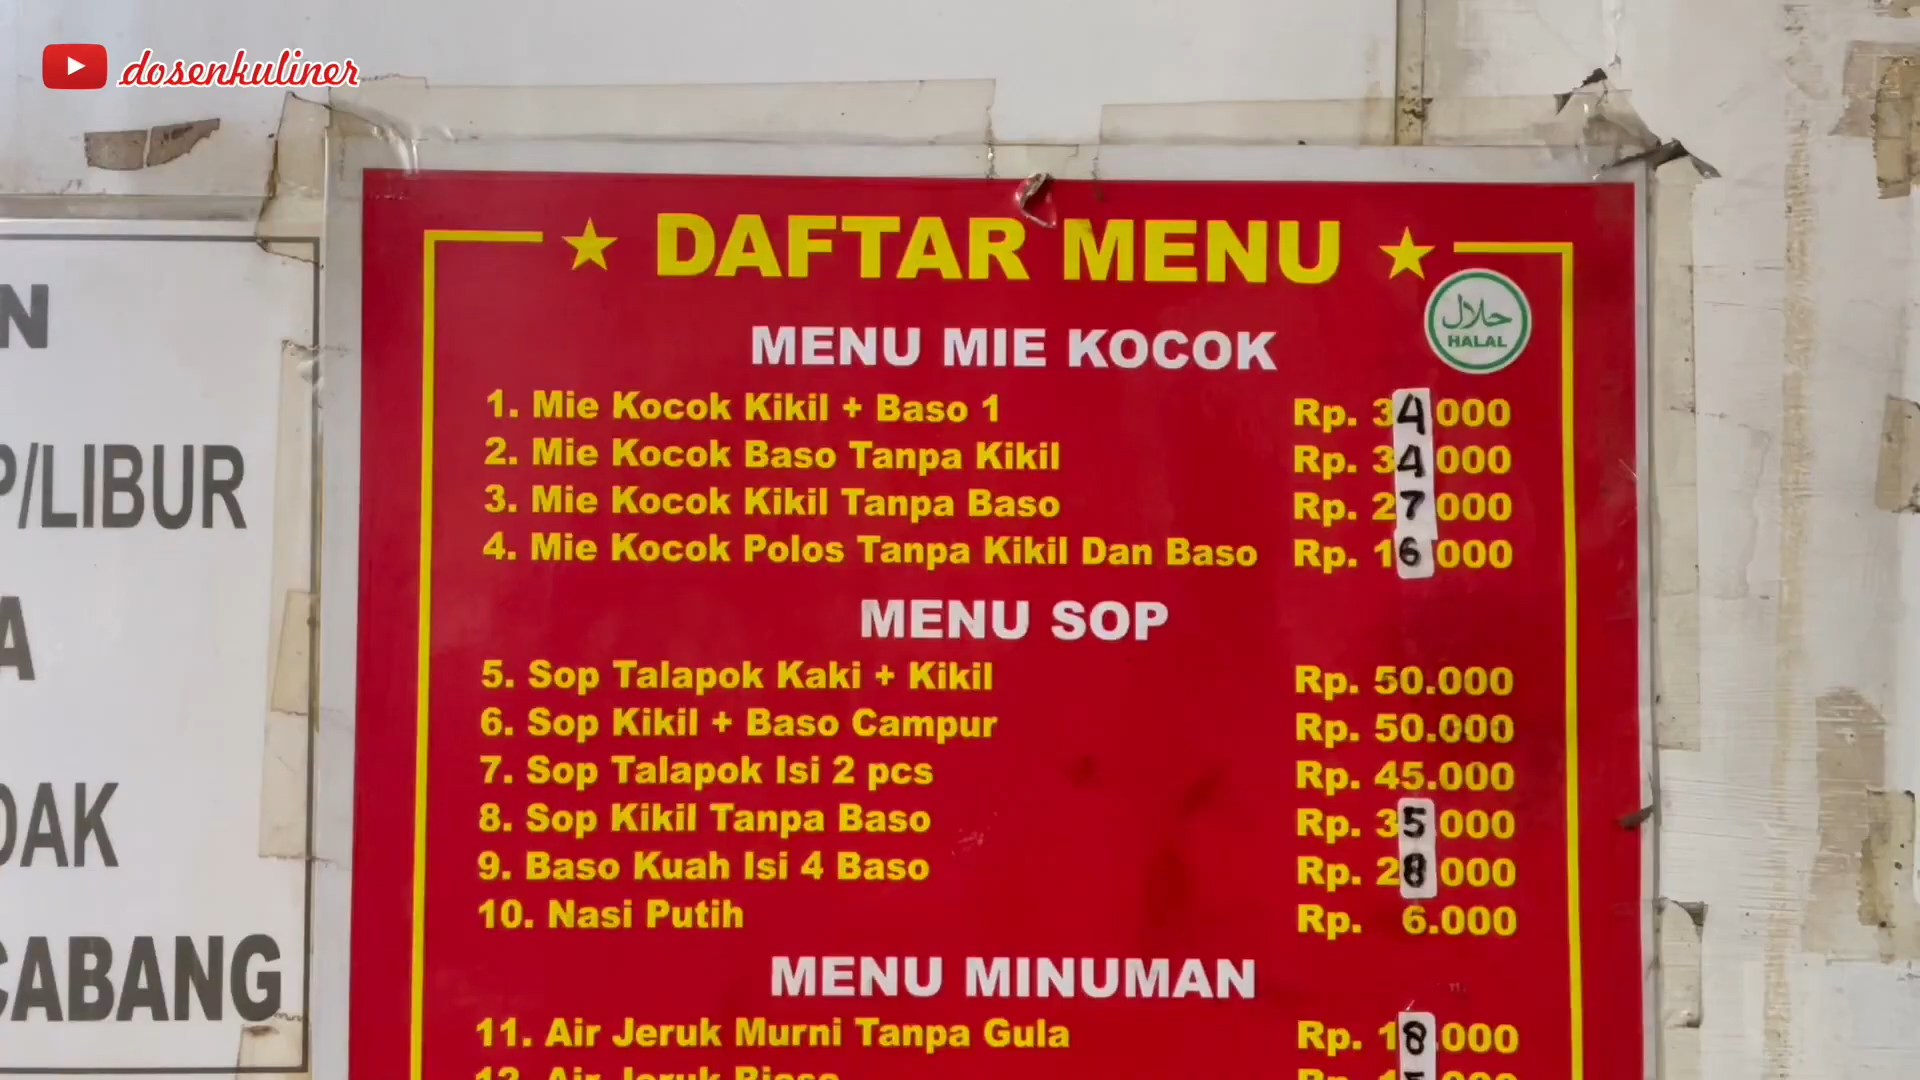 dosenkuliner
N
P/LIBUR
A
DAK
CABANG
DAFTAR MENU
حلال
HALAL
MENU MIE KOCOK
1. Mie Kocok Kikil + Baso 1 Rp. 34.000
2. Mie Kocok Baso Tanpa Kikil Rp. 34.000
3. Mie Kocok Kikil Tanpa Baso Rp. 27.000
4. Mie Kocok Polos Tanpa Kikil Dan Baso Rp. 16.000
MENU SOP
5. Sop Talapok Kaki + Kikil Rp. 50.000
6. Sop Kikil + Baso Campur Rp. 50.000
7. Sop Talapok Isi 2 pcs Rp. 45.000
8. Sop Kikil Tanpa Baso Rp. 35.000
9. Baso Kuah Isi 4 Baso Rp. 28.000
10. Nasi Putih Rp. 6.000
MENU MINUMAN
11. Air Jeruk Murni Tanpa Gula Rp. 18.000
12. Air Jeruk